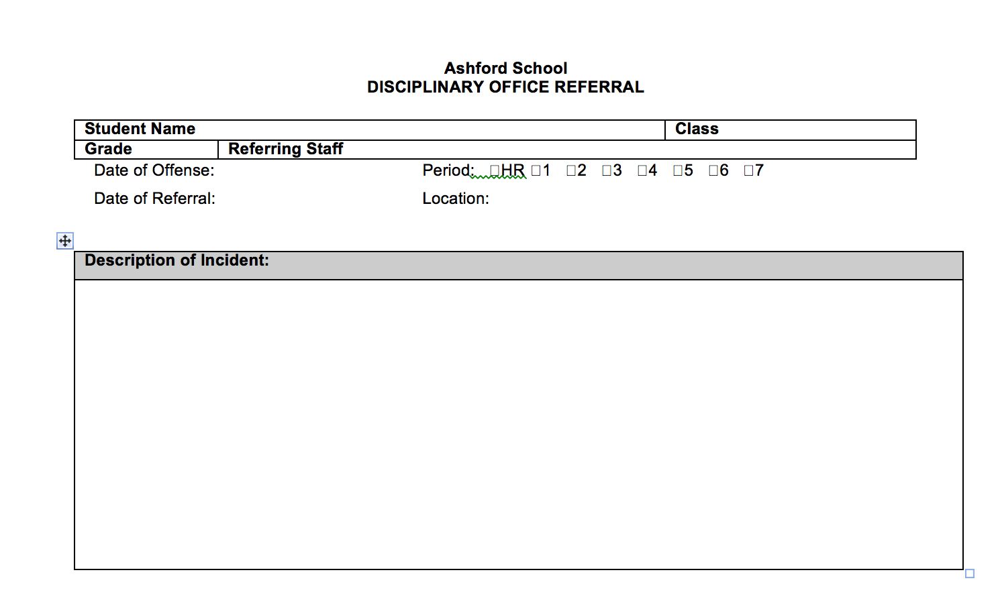 Ashford School
DISCIPLINARY OFFICE REFERRAL
Student Name Class
Grade Referring Staff
Date of Offense: Period: □HR □1 □2 □3 □4 □5 □6 □7
Date of Referral: Location:
Description of Incident: